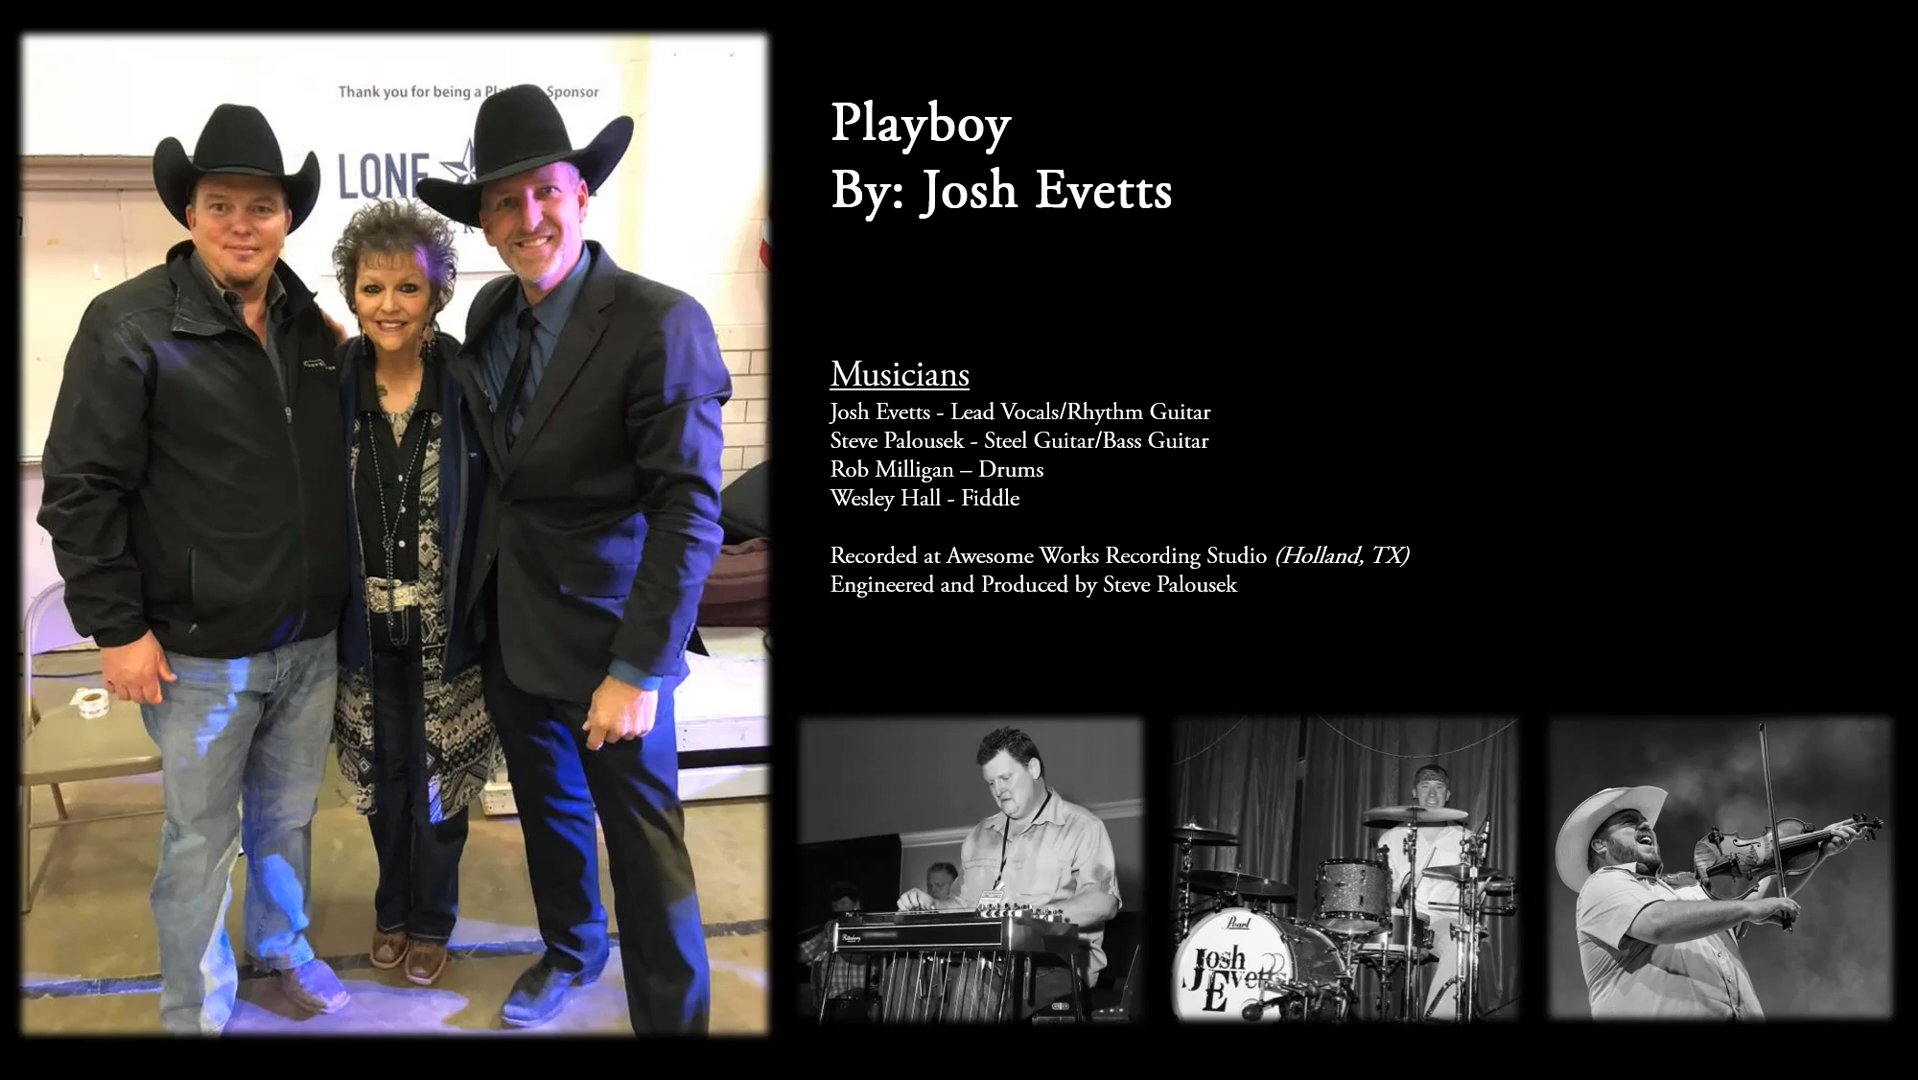 Thank you for being a Sponsor
LONE
Playboy
By: Josh Evetts
Musicians
Josh Evetts - Lead Vocals/Rhythm Guitar
Steve Palousek - Steel Guitar/Bass Guitar
Rob Milligan – Drums
Wesley Hall - Fiddle
Recorded at Awesome Works Recording Studio (Holland, TX)
Engineered and Produced by Steve Palousek
Pearl
Josh
Evetts
JE